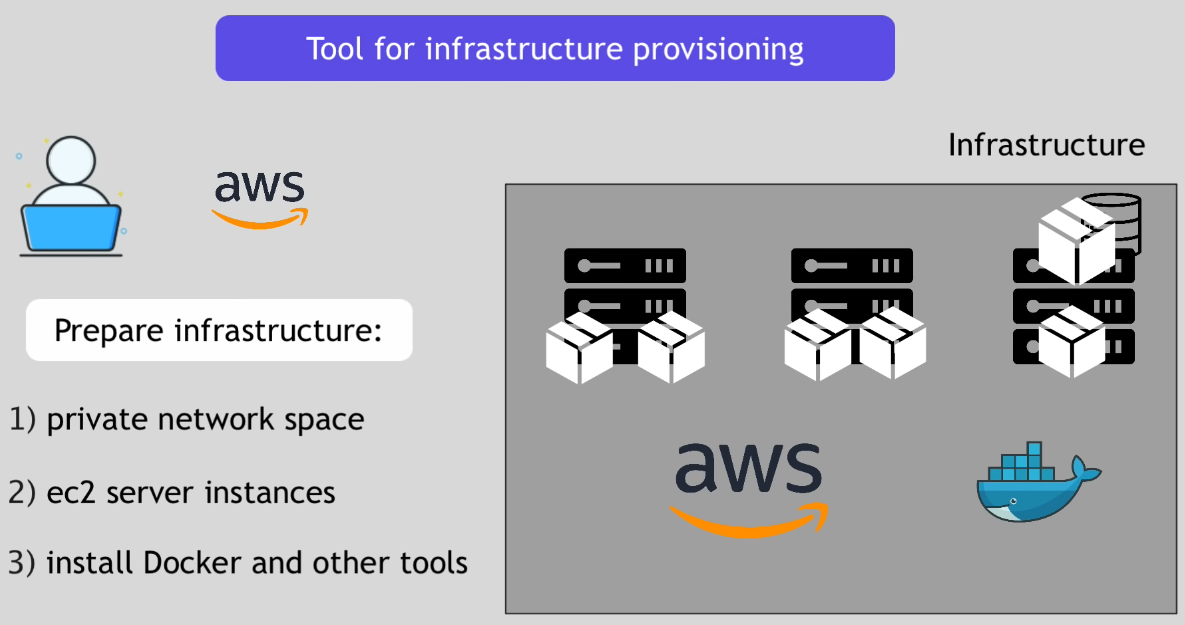 Tool for infrastructure provisioning
Infrastructure
aws
Prepare infrastructure:
1) private network space
2) ec2 server instances
3) install Docker and other tools
aws